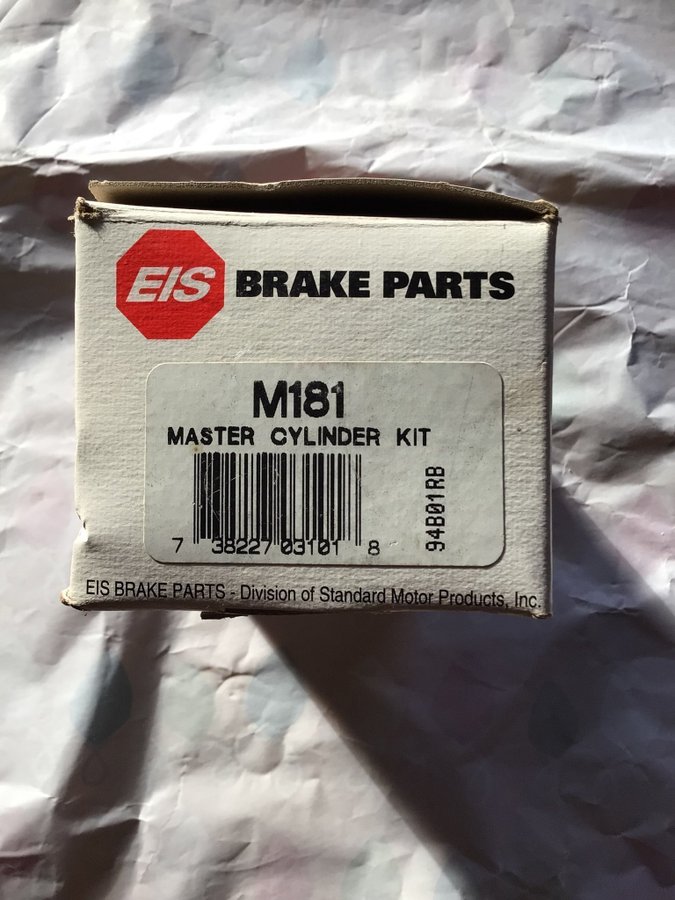 EIS BRAKE PARTS
M181
MASTER CYLINDER KIT
7 38227 03101 8
94B01RB
EIS BRAKE PARTS - Division of Standard Motor Products, Inc.